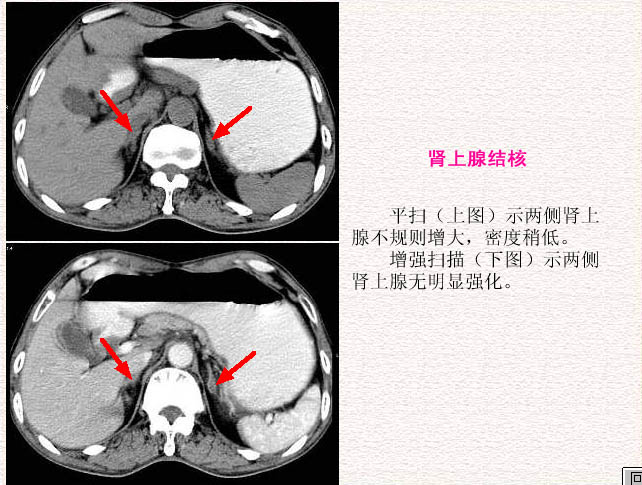 肾上腺结核
平扫（上图）示两侧肾上
腺不规则增大，密度稍低。
增强扫描（下图）示两侧
肾上腺无明显强化。